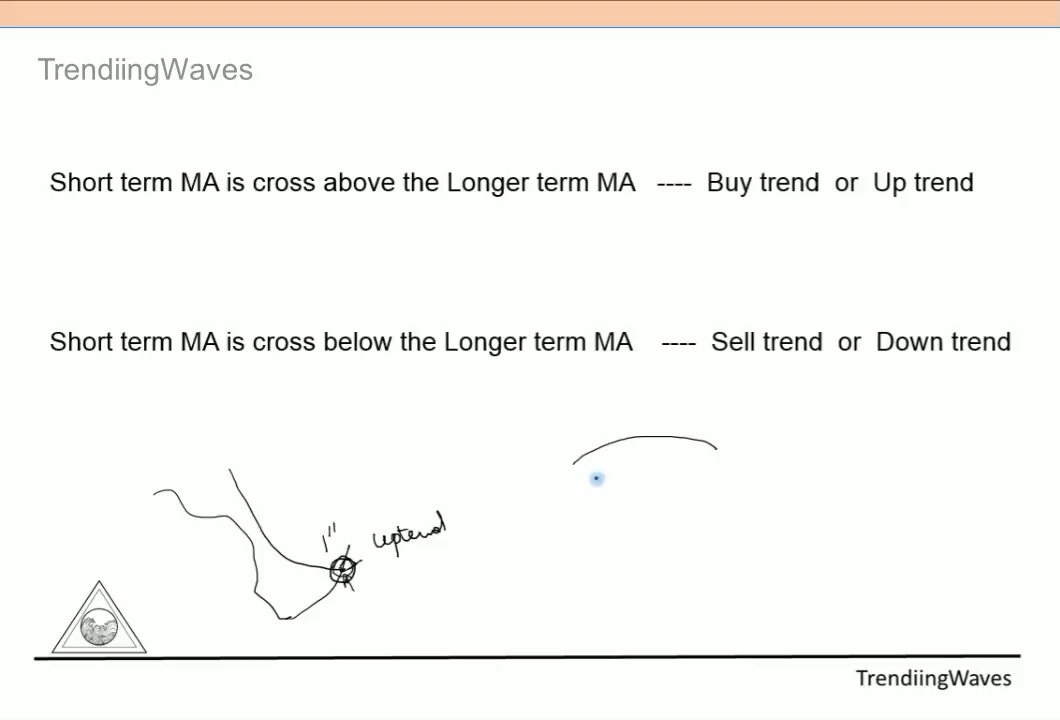 TrendiingWaves
Short term MA is cross above the Longer term MA ---- Buy trend or Up trend
Short term MA is cross below the Longer term MA ---- Sell trend or Down trend
TrendiingWaves